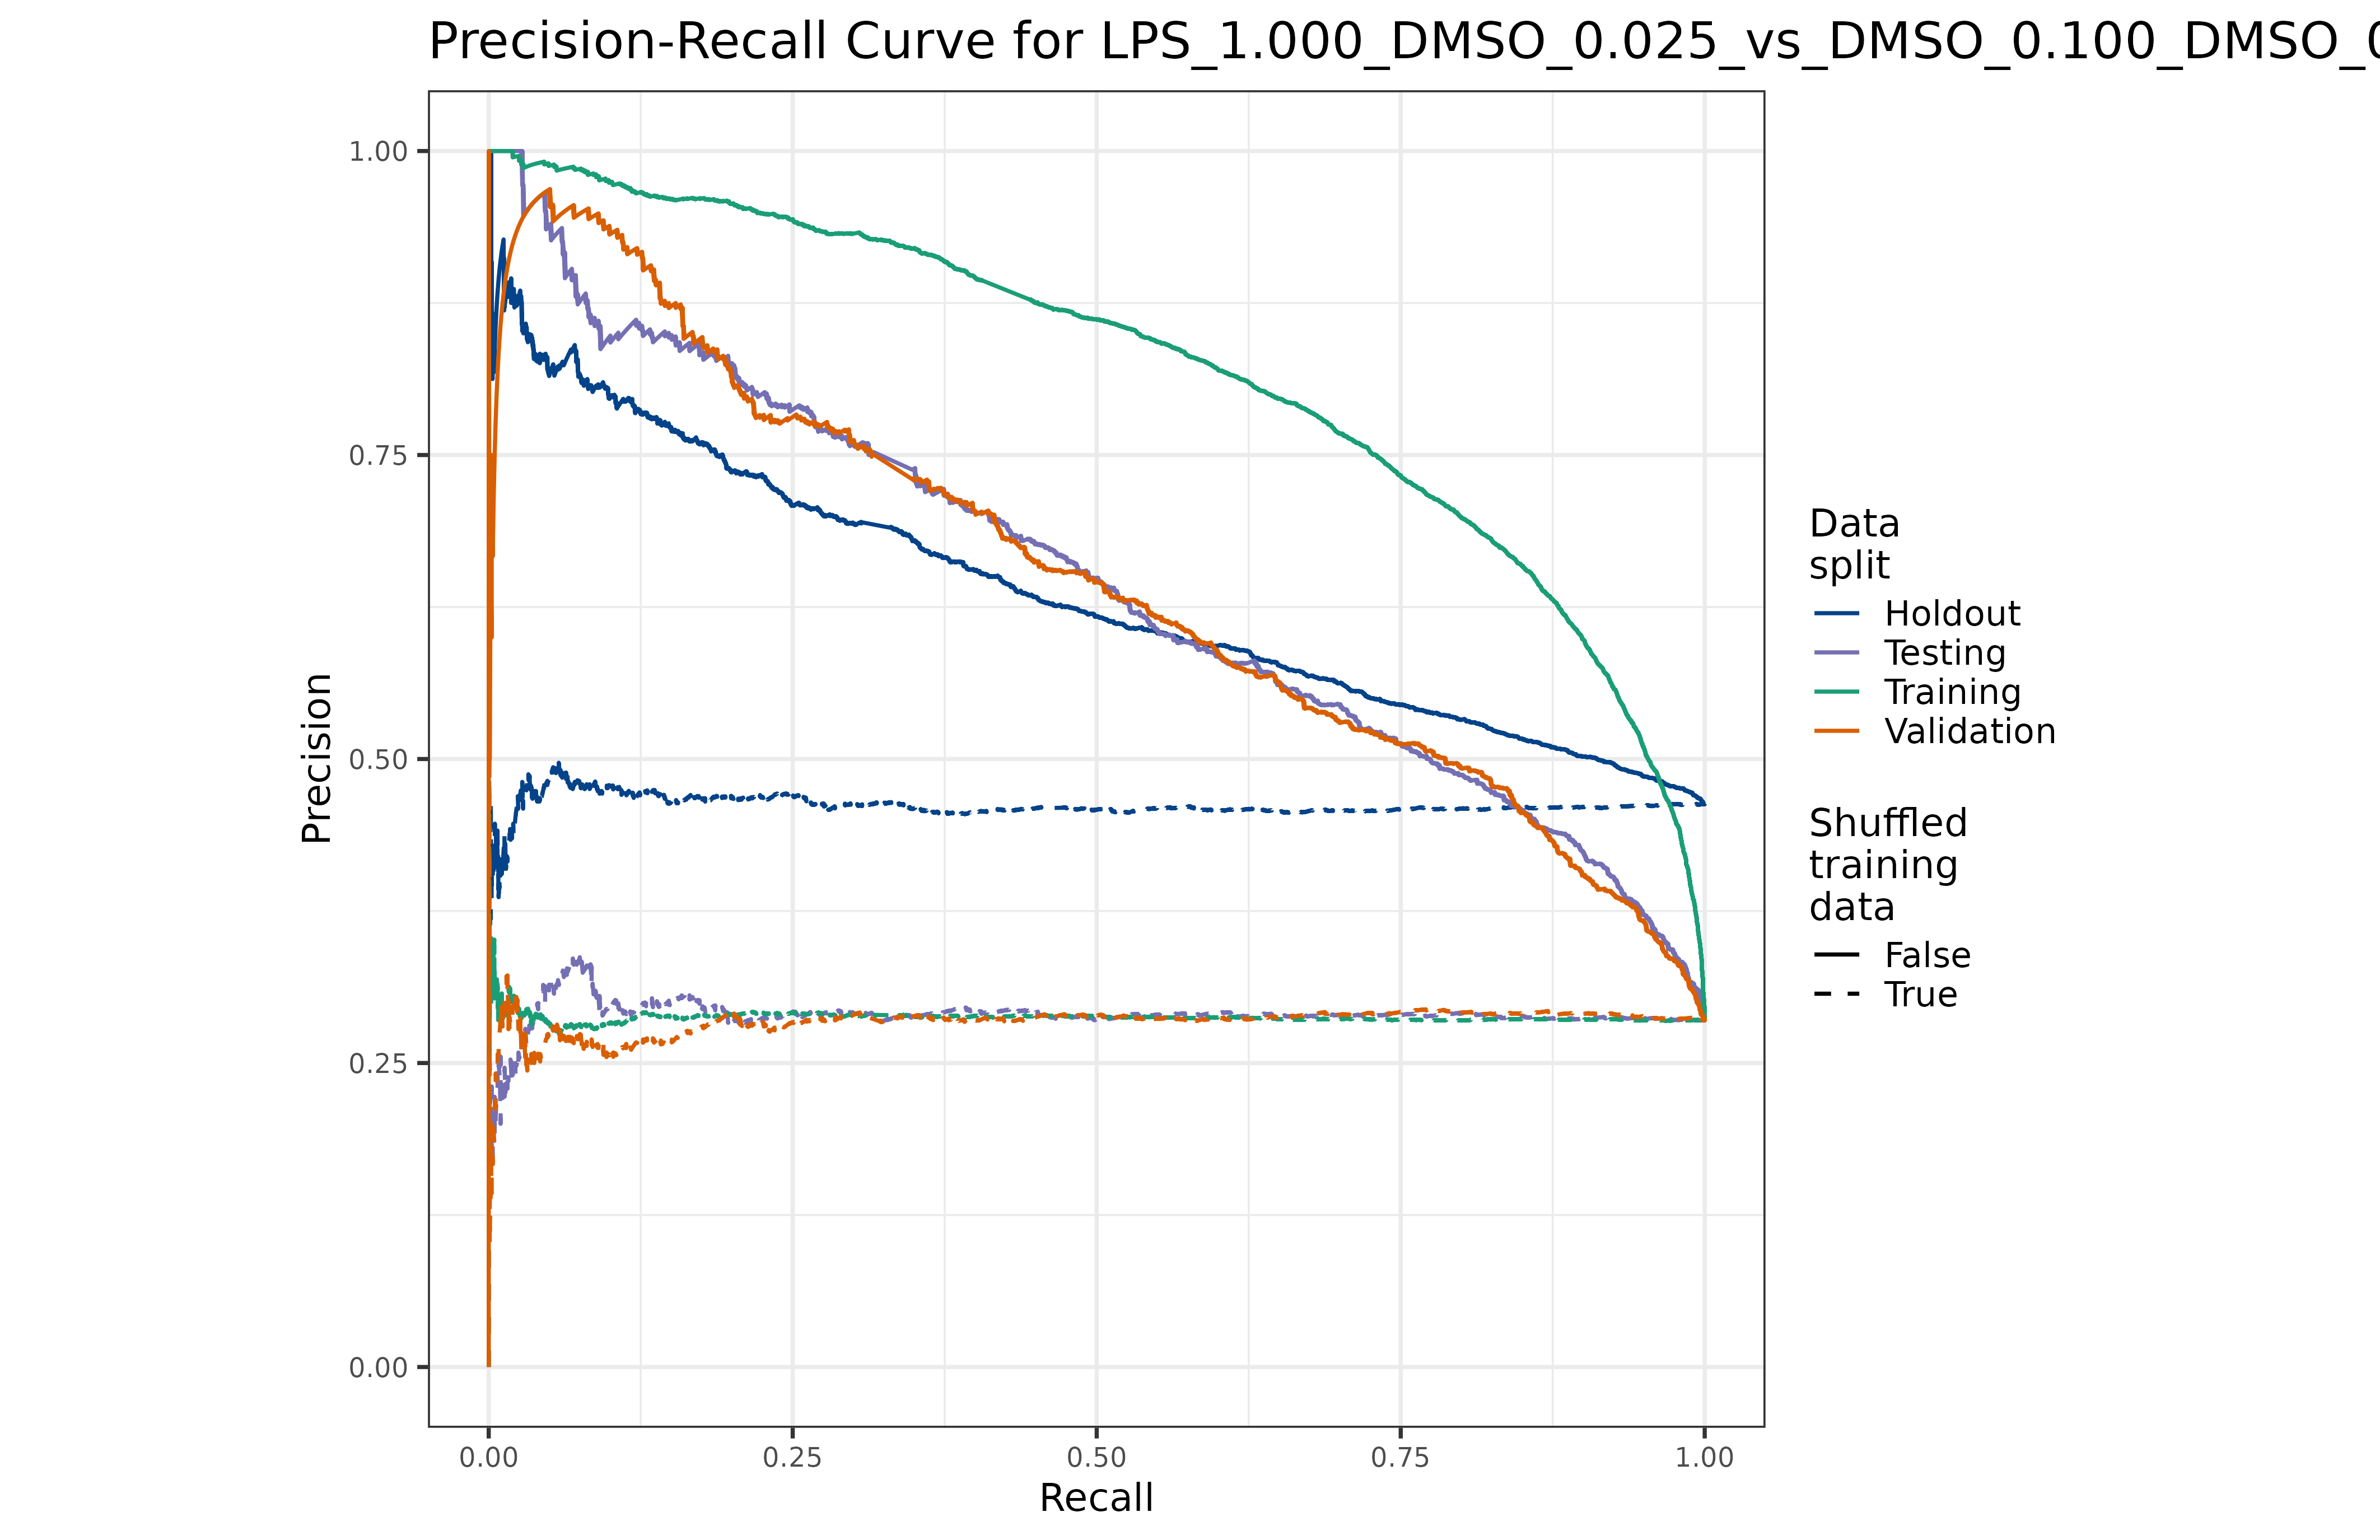 Precision-Recall Curve for LPS_1.000_DMSO_0.025_vs_DMSO_0.100_DMSO_
1.00
0.75
0.50
0.25
0.00
Precision
0.00 0.25 0.50 0.75 1.00
Recall
Data
split
Holdout
Testing
Training
Validation
Shuffled
training
data
False
True